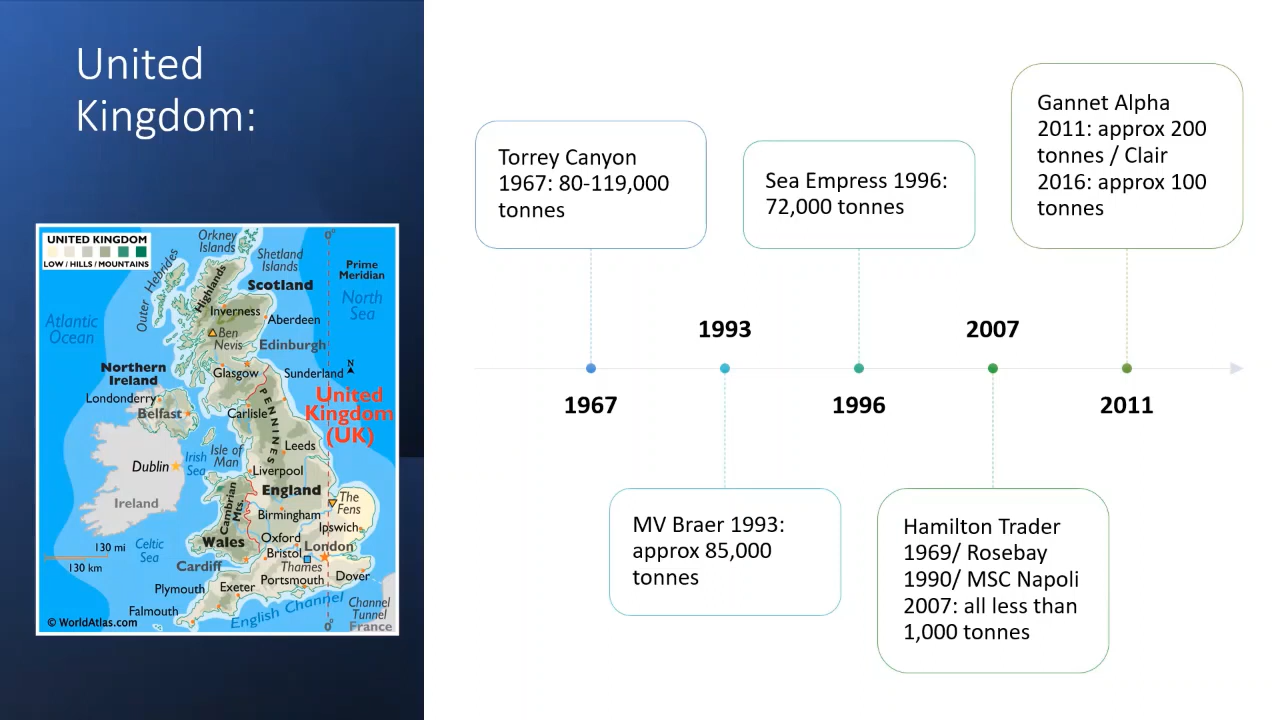 United
Kingdom:
UNITED KINGDOM
LOW / HILLS / MOUNTAINS
Orkney
Islands
Shetland
Islands
0°
Prime
Meridian
Outer Hebrides
Highlands
Scotland
North
Sea
Atlantic
Ocean
Inverness
Aberdeen
Ben
Nevis
Edinburgh
N
Northern
Ireland
Glasgow
Sunderland
Londonderry
Belfast
Carlisle
PENNINES
United
Kingdom
(UK)
Isle of
Man
Leeds
Dublin
Irish
Sea
Liverpool
Ireland
Cambrian
Mts.
England
The
Fens
Birmingham
Ipswich
130 mi
130 km
Celtic
Sea
Wales
Oxford
London
Cardiff
Bristol
Thames
Plymouth
Exeter
Portsmouth
Dover
Falmouth
English Channel
Channel
Tunnel
France
© WorldAtlas.com
0°
Torrey Canyon
1967: 80-119,000
tonnes
Sea Empress 1996:
72,000 tonnes
Gannet Alpha
2011: approx 200
tonnes / Clair
2016: approx 100
tonnes
1993
2007
1967
1996
2011
MV Braer 1993:
approx 85,000
tonnes
Hamilton Trader
1969/ Rosebay
1990/ MSC Napoli
2007: all less than
1,000 tonnes